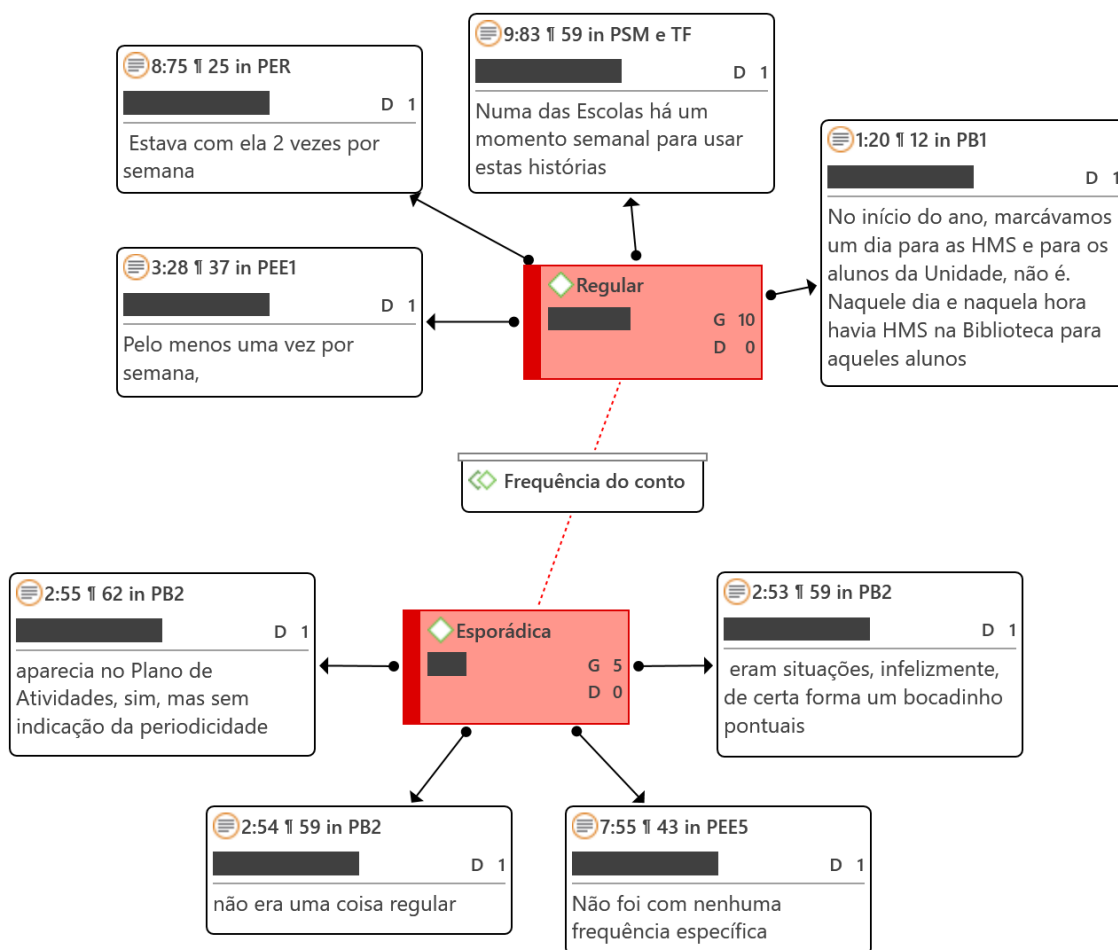 9:83 ¶ 59 in PSM e TF
D 1
Numa das Escolas há um
momento semanal para usar
estas histórias
8:75 ¶ 25 in PER
D 1
Estava com ela 2 vezes por
semana
1:20 ¶ 12 in PB1
D 1
No início do ano, marcávamos
um dia para as HMS e para os
alunos da Unidade, não é.
Naquele dia e naquela hora
havia HMS na Biblioteca para
aqueles alunos
3:28 ¶ 37 in PEE1
D 1
Pelo menos uma vez por
semana,
Regular
G 10
D 0
Frequência do conto
Esporádica
G 5
D 0
2:55 ¶ 62 in PB2
D 1
aparecia no Plano de
Atividades, sim, mas sem
indicação da periodicidade
2:53 ¶ 59 in PB2
D 1
eram situações, infelizmente,
de certa forma um bocadinho
pontuais
2:54 ¶ 59 in PB2
D 1
não era uma coisa regular
7:55 ¶ 43 in PEE5
D 1
Não foi com nenhuma
frequência específica